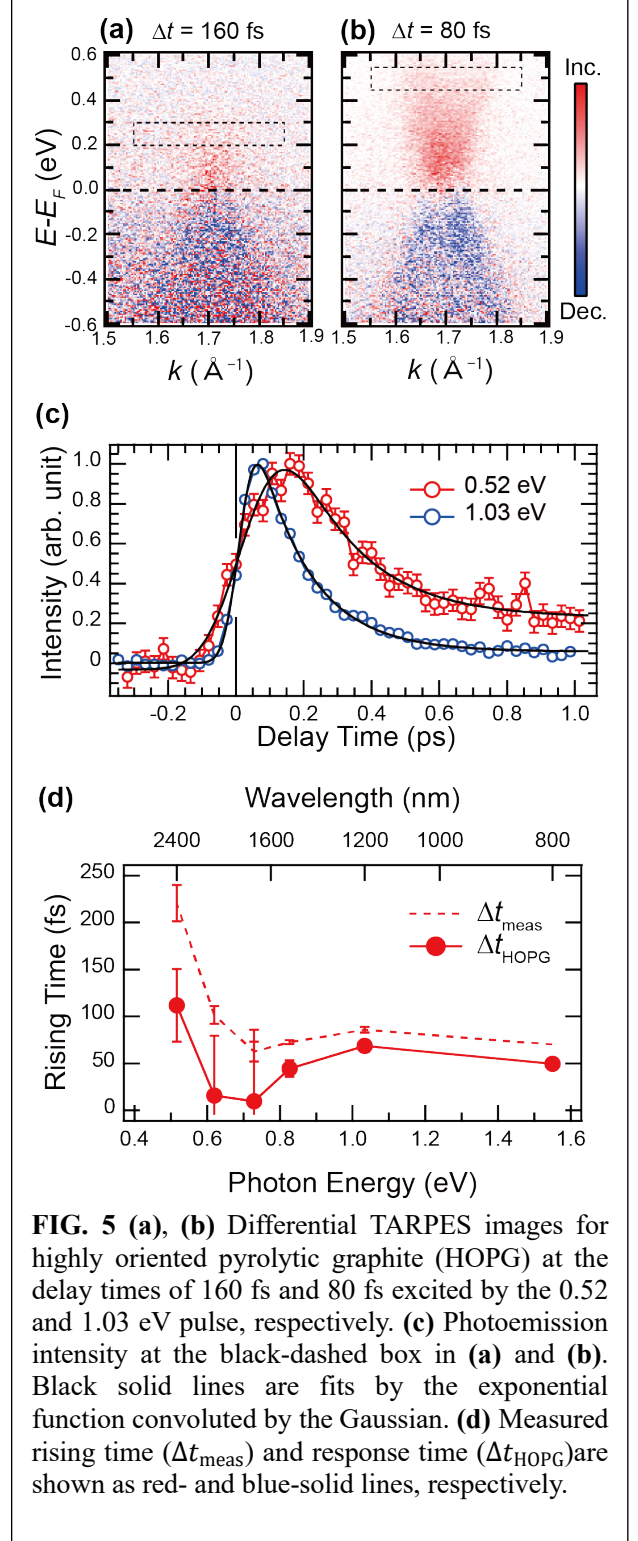 (a) Δt = 160 fs (b) Δt = 80 fs
Inc.
Dec.
E-E_F (eV)
0.6
0.4
0.2
0.0
-0.2
-0.4
-0.6
1.5 1.6 1.7 1.8 1.9
1.5 1.6 1.7 1.8 1.9
k (Å⁻¹) k (Å⁻¹)
(c)
Intensity (arb. unit)
1.0
0.8
0.6
0.4
0.2
0
0.52 eV
1.03 eV
-0.2 0 0.2 0.4 0.6 0.8 1.0
Delay Time (ps)
(d) Wavelength (nm)
2400 1600 1200 1000 800
Rising Time (fs)
250
200
150
100
50
0
Δt_meas
Δt_HOPG
0.4 0.6 0.8 1.0 1.2 1.4 1.6
Photon Energy (eV)
FIG. 5 (a), (b) Differential TARPES images for
highly oriented pyrolytic graphite (HOPG) at the
delay times of 160 fs and 80 fs excited by the 0.52
and 1.03 eV pulse, respectively. (c) Photoemission
intensity at the black-dashed box in (a) and (b).
Black solid lines are fits by the exponential
function convoluted by the Gaussian. (d) Measured
rising time (Δt_meas) and response time (Δt_HOPG)are
shown as red- and blue-solid lines, respectively.